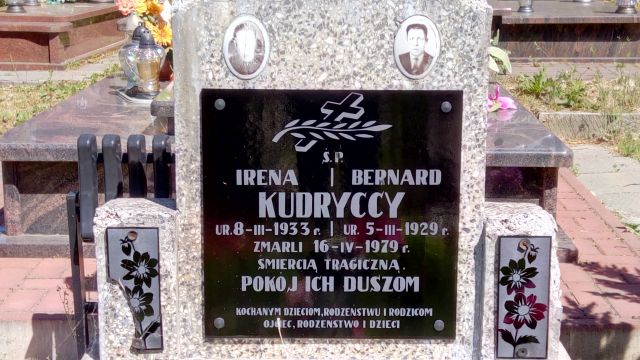 Ś.P.
IRENA | BERNARD
KUDRYCCY
UR. 8-III-1933 r. | UR. 5-III-1929 r.
ZMARLI 16-IV-1979 r.
ŚMIERCIĄ TRAGICZNĄ
POKÓJ ICH DUSZOM
KOCHANYM DZIECIOM, RODZEŃSTWU I RODZICOM
OJCIEC, RODZEŃSTWO I DZIECI